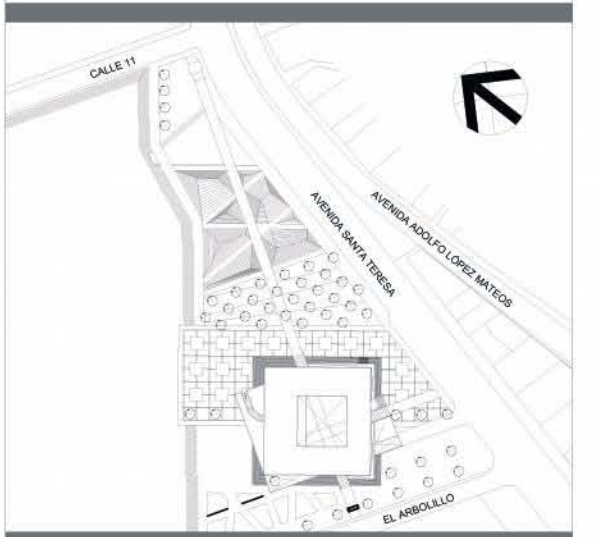 CALLE 11
AVENIDA SANTA TERESA
AVENIDA ADOLFO LÓPEZ MATEOS
EL ARBOLILLO